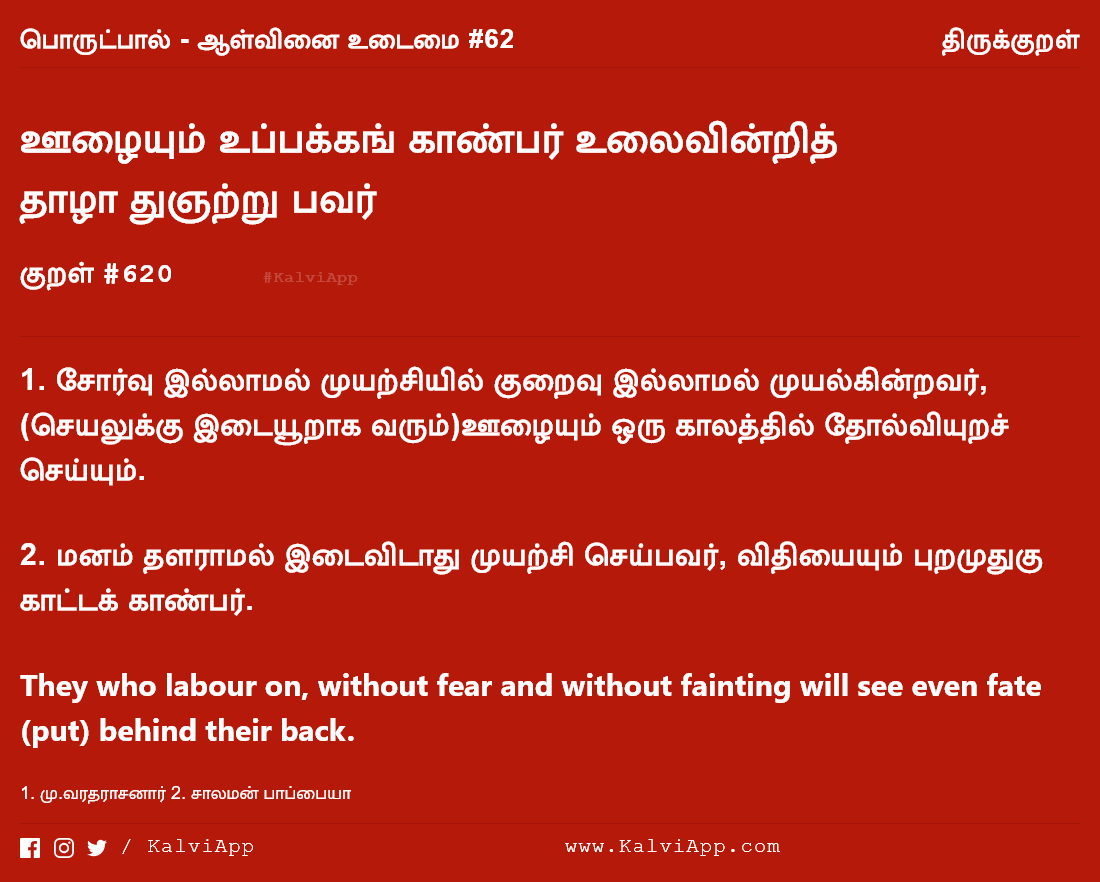 பொருட்பால் - ஆள்வினை உடைமை #62 திருக்குறள்
ஊழையும் உப்பக்கங் காண்பர் உலைவின்றித்
தாழா துஞற்று பவர்
குறள் #620 #KalviApp
1. சோர்வு இல்லாமல் முயற்சியில் குறைவு இல்லாமல் முயல்கின்றவர்,
(செயலுக்கு இடையூறாக வரும்)ஊழையும் ஒரு காலத்தில் தோல்வியுறச்
செய்யும்.
2. மனம் தளராமல் இடைவிடாது முயற்சி செய்பவர், விதியையும் புறமுதுகு
காட்டக் காண்பர்.
They who labour on, without fear and without fainting will see even fate
(put) behind their back.
1. மு.வரதராசனார் 2. சாலமன் பாப்பையா
/ KalviApp www.KalviApp.com